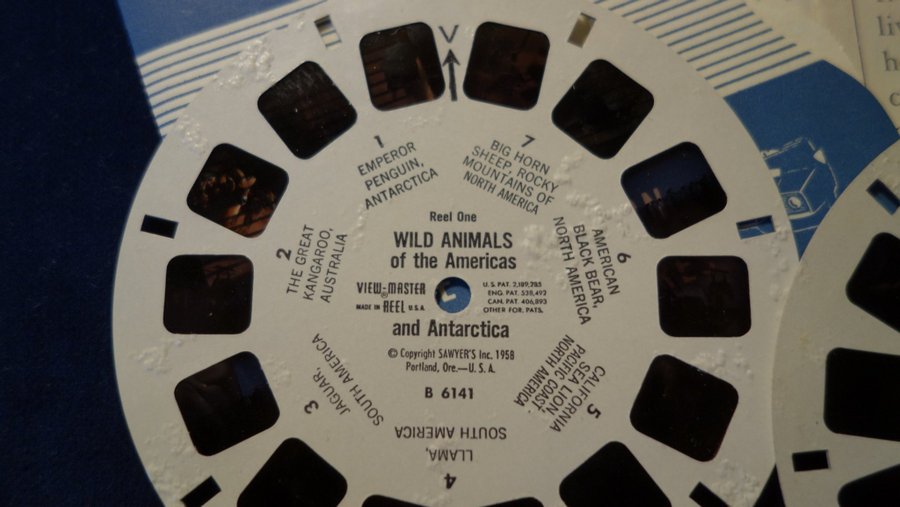 V
Reel One
WILD ANIMALS
of the Americas
VIEW-MASTER
®
MADE IN REEL U.S.A.
U. S. PAT. 2,189,285
ENG. PAT. 538,492
CAN. PAT. 406,893
OTHER FOR. PATS.
and Antarctica
© Copyright SAWYER'S Inc. 1958
Portland, Ore.—U. S. A.
B 6141
1
EMPEROR
PENGUIN,
ANTARCTICA
2
THE GREAT
KANGAROO,
AUSTRALIA
3
JAGUAR,
SOUTH AMERICA
4
LLAMA,
SOUTH AMERICA
5
CALIFORNIA
SEA LION
PACIFIC COAST,
NORTH AMERICA
6
AMERICAN
BLACK BEAR,
NORTH AMERICA
7
BIG HORN
SHEEP, ROCKY
MOUNTAINS OF
NORTH AMERICA